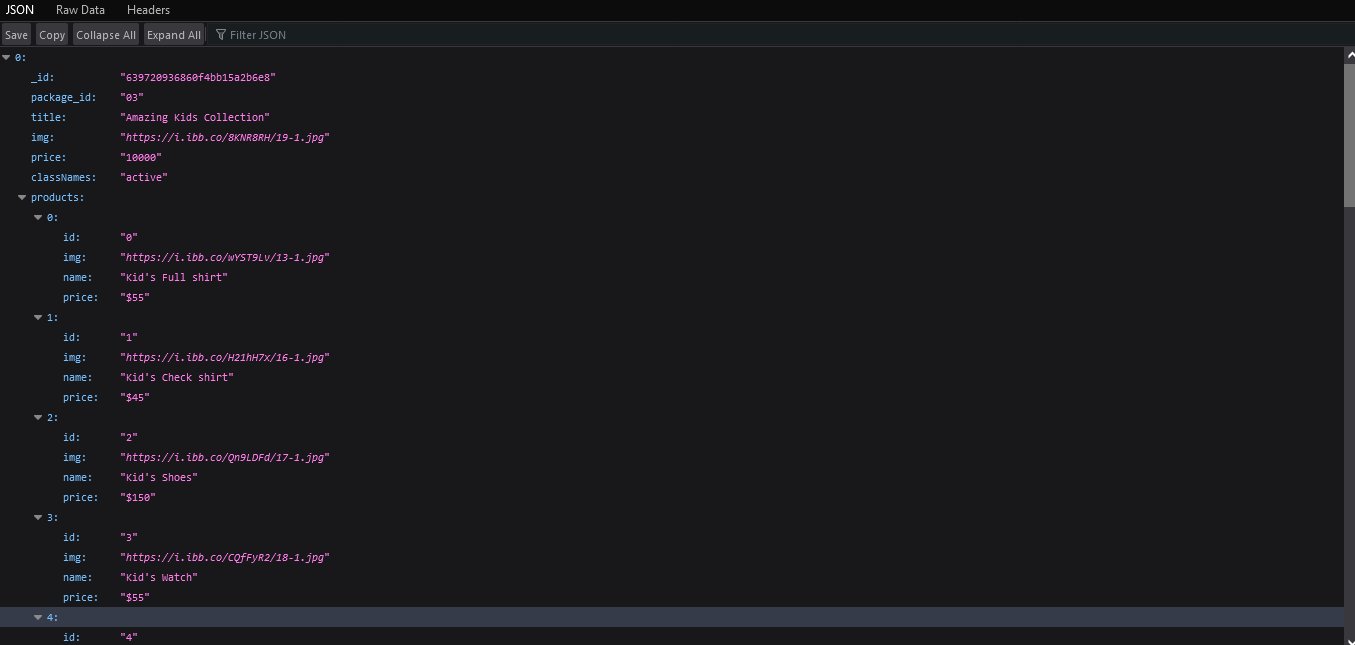 JSON Raw Data Headers
Save Copy Collapse All Expand All Filter JSON
0:
_id: "639720936860f4bb15a2b6e8"
package_id: "03"
title: "Amazing Kids Collection"
img: "https://i.ibb.co/8KNR8RH/19-1.jpg"
price: "10000"
classNames: "active"
products:
0:
id: "0"
img: "https://i.ibb.co/wYST9Lv/13-1.jpg"
name: "Kid's Full shirt"
price: "$55"
1:
id: "1"
img: "https://i.ibb.co/H21hH7x/16-1.jpg"
name: "Kid's Check shirt"
price: "$45"
2:
id: "2"
img: "https://i.ibb.co/Qn9LDFd/17-1.jpg"
name: "Kid's Shoes"
price: "$150"
3:
id: "3"
img: "https://i.ibb.co/CQfFyR2/18-1.jpg"
name: "Kid's Watch"
price: "$55"
4:
id: "4"